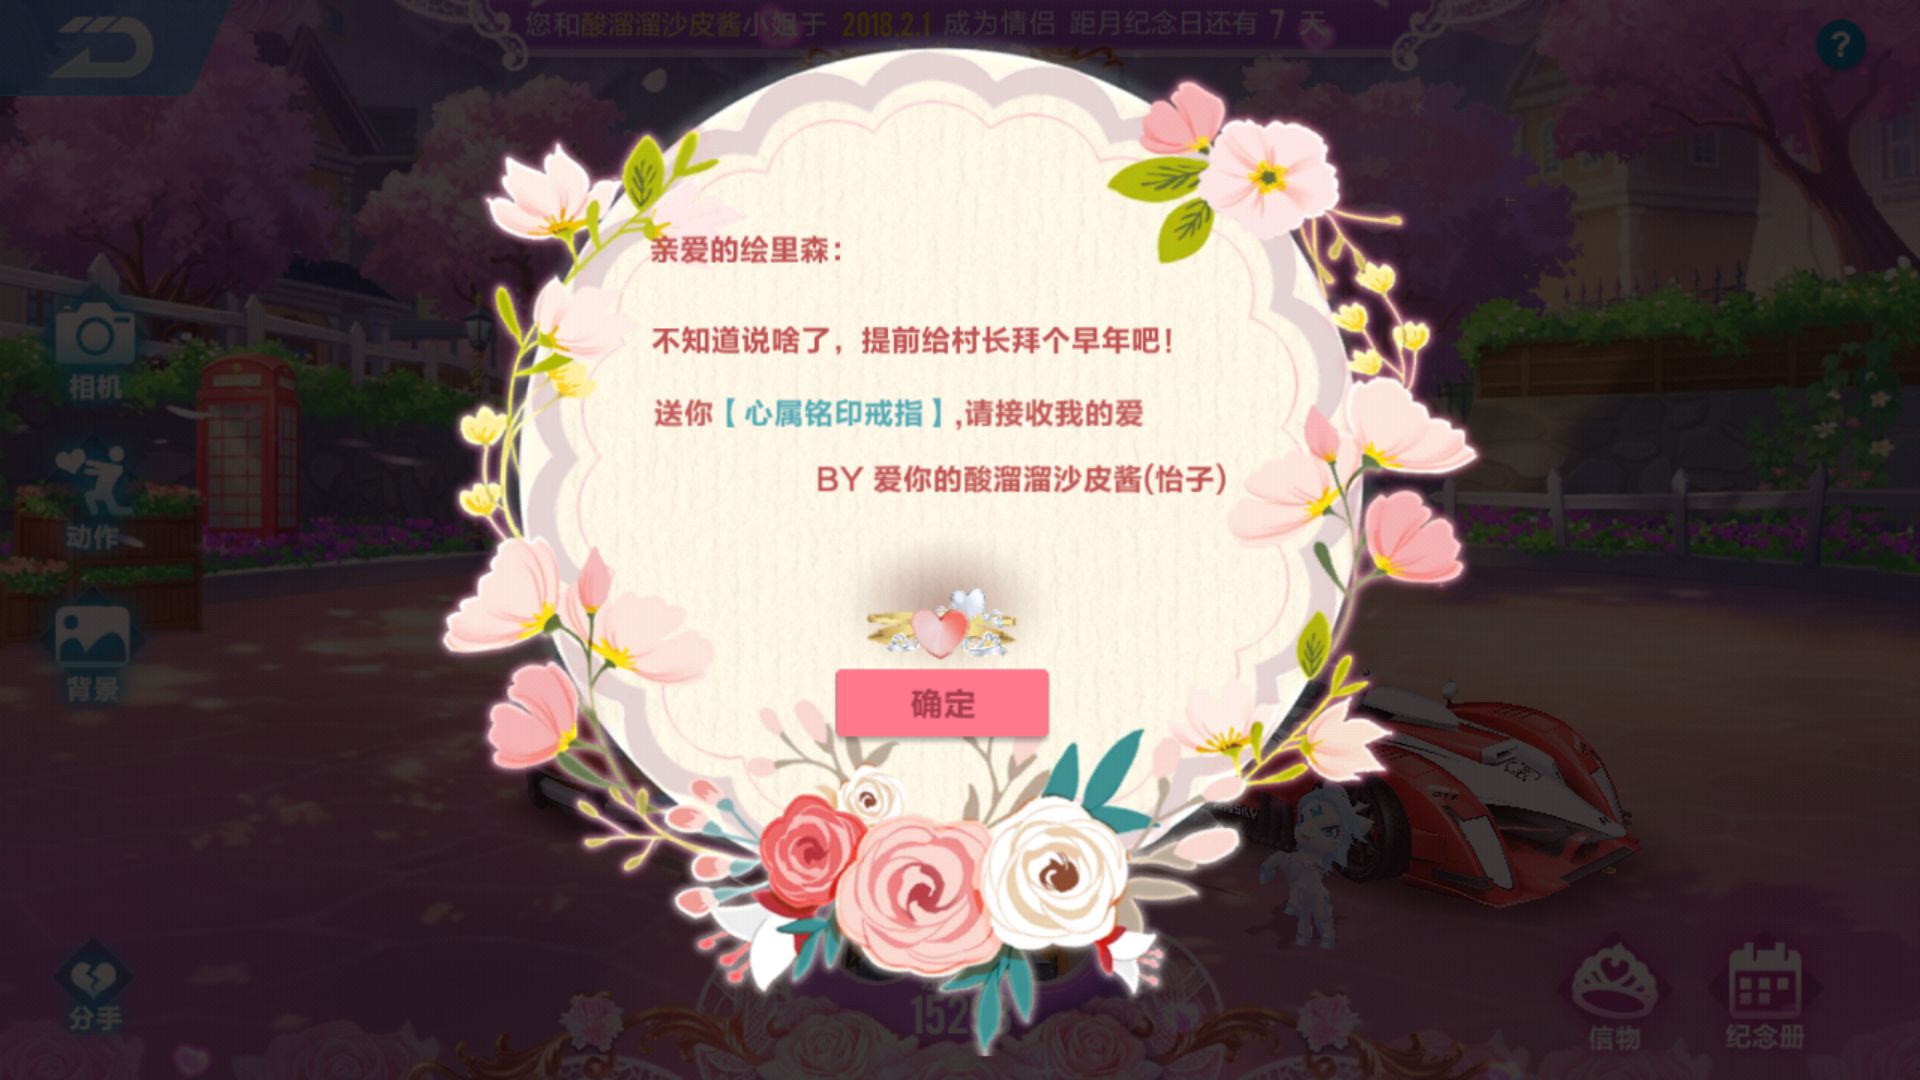 您和酸溜溜沙皮酱小姐于 2018.2.1 成为情侣 距月纪念日还有 7 天
?
亲爱的绘里森:
不知道说啥了，提前给村长拜个早年吧！
送你【心属铭印戒指】,请接收我的爱
BY 爱你的酸溜溜沙皮酱(怡子)
确定
相机
动作
背景
分手
信物
纪念册